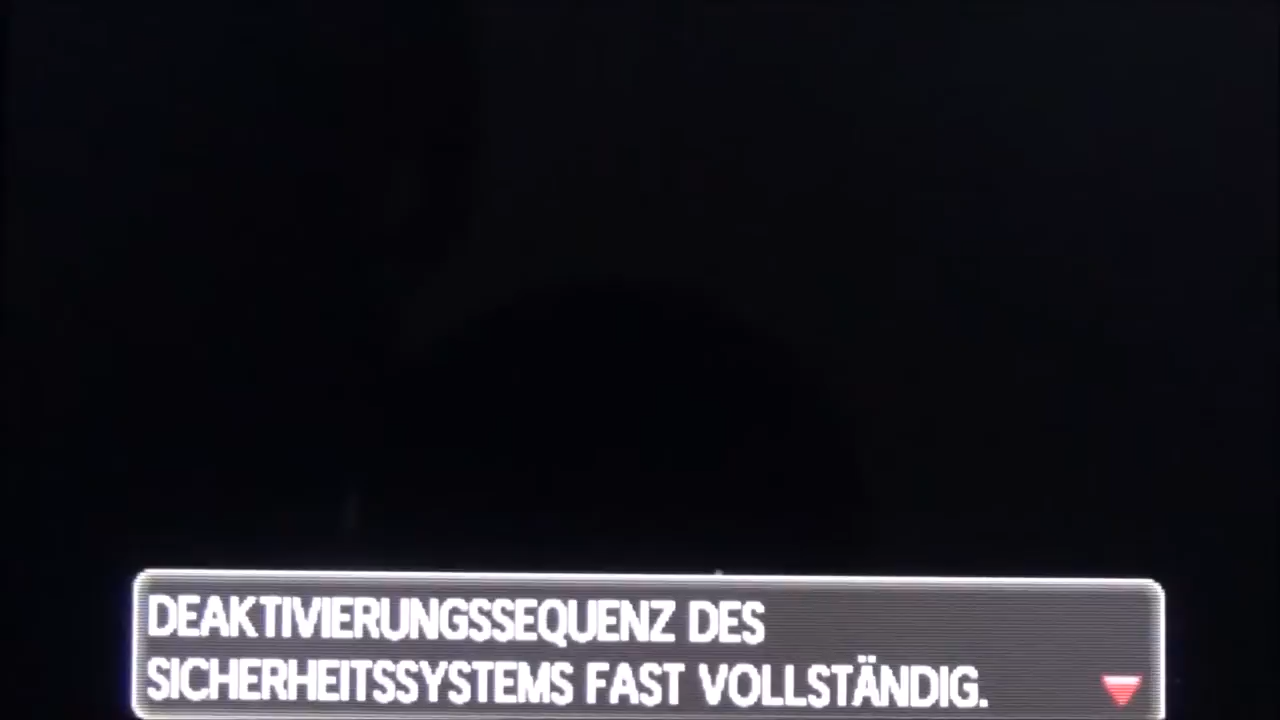 DEAKTIVIERUNGSSEQUENZ DES
SICHERHEITSSYSTEMS FAST VOLLSTÄNDIG.